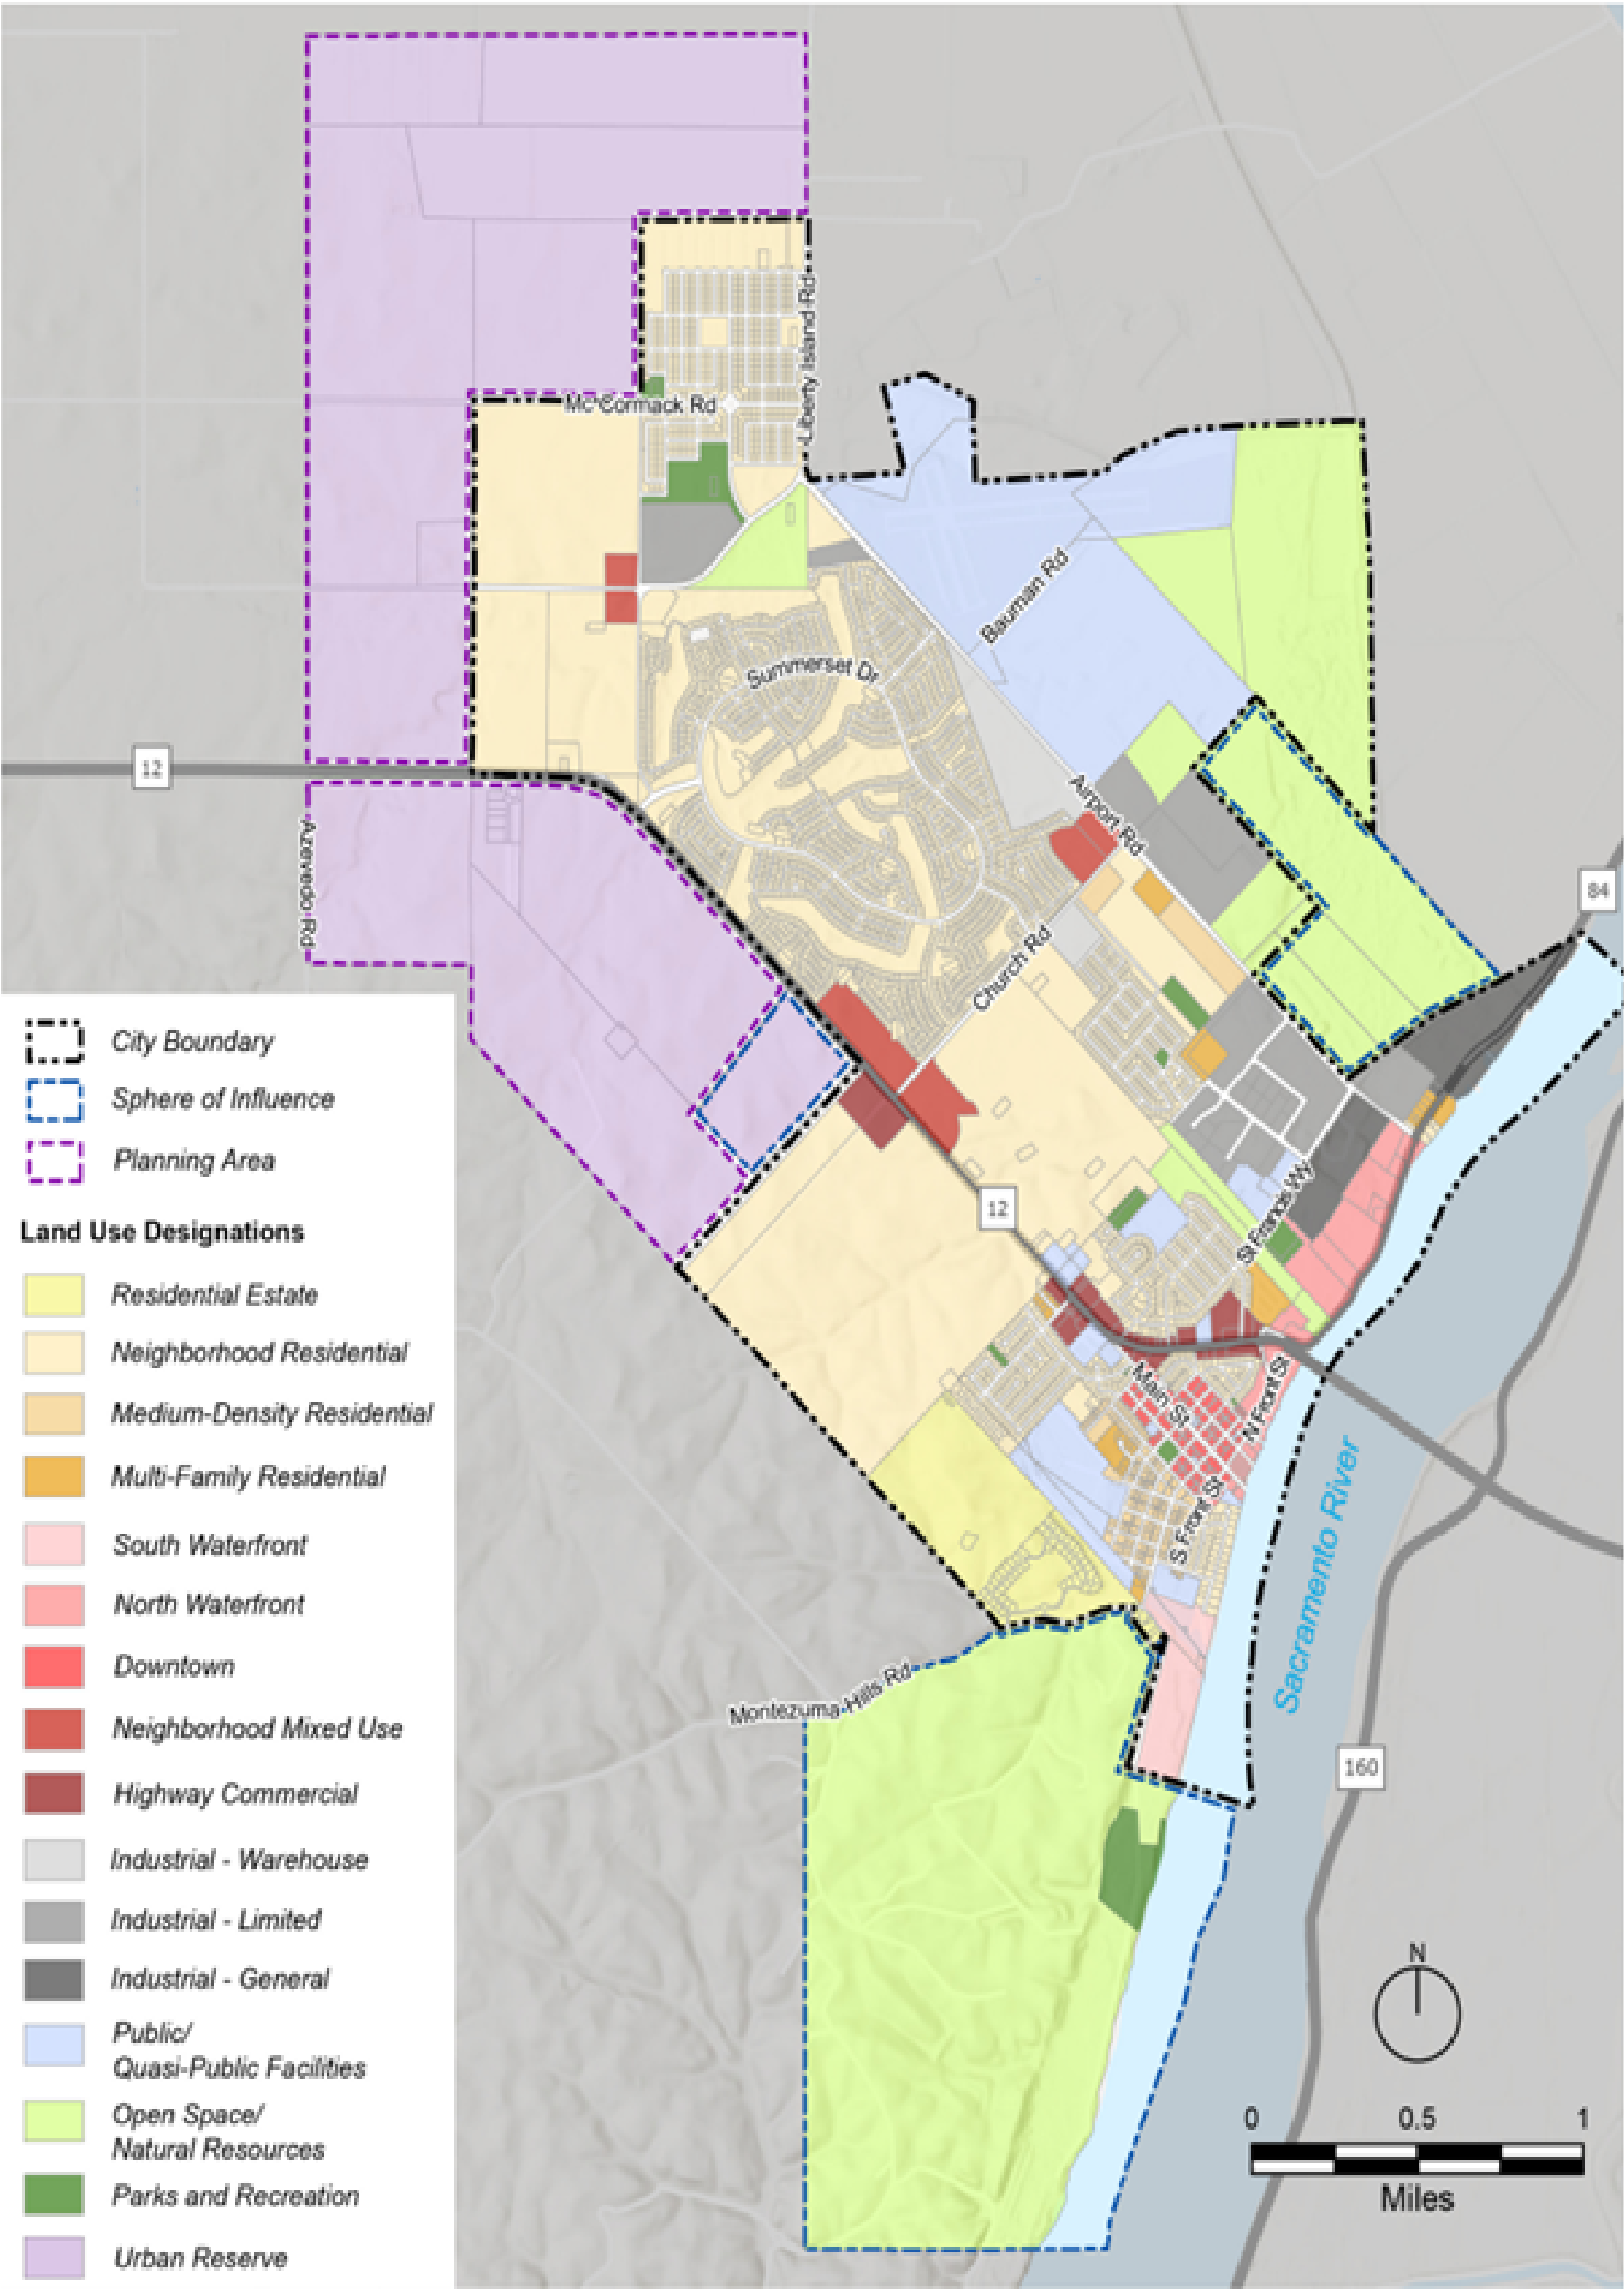 Mc Cormack Rd
Liberty Island Rd
Bauman Rd
Summerset Dr
12
Airport Rd
84
Azevedo Rd
Church Rd
City Boundary
Sphere of Influence
Planning Area
12
St Francis Wy
Land Use Designations
Residential Estate
Neighborhood Residential
Medium-Density Residential
Multi-Family Residential
South Waterfront
North Waterfront
Downtown
Neighborhood Mixed Use
Highway Commercial
Industrial - Warehouse
Industrial - Limited
Industrial - General
Public/
Quasi-Public Facilities
Open Space/
Natural Resources
Parks and Recreation
Urban Reserve
Main St
N Front St
S Front St
Sacramento River
Montezuma Hills Rd
160
N
0 0.5 1
Miles